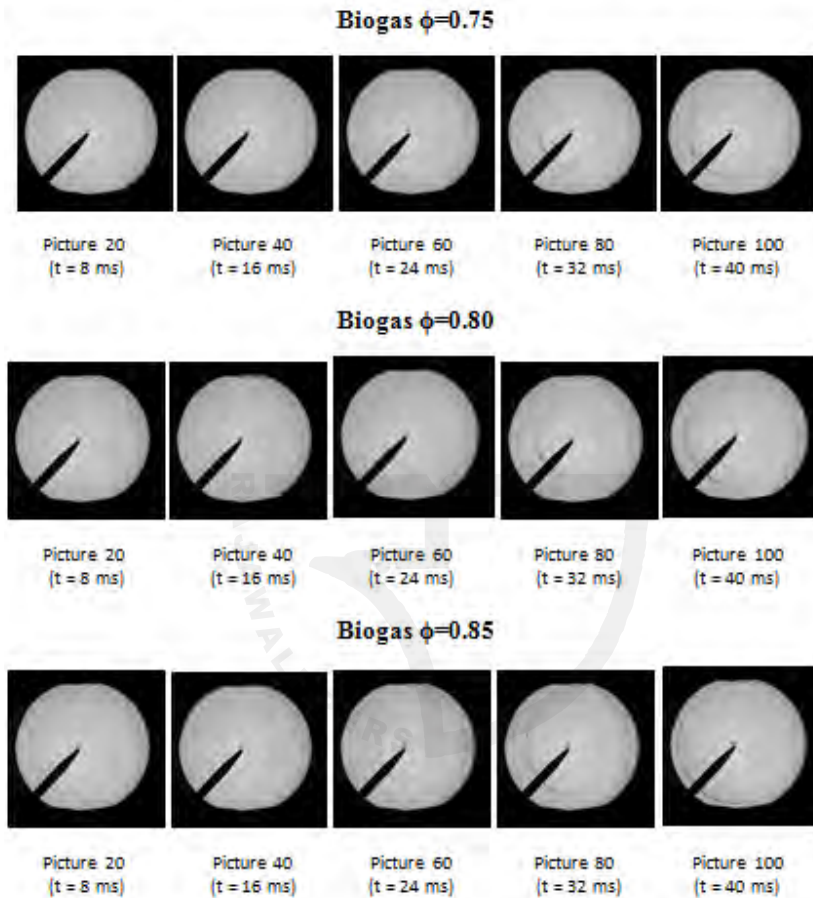 Biogas ϕ=0.75
Picture 20 Picture 40 Picture 60 Picture 80 Picture 100
(t = 8 ms) (t = 16 ms) (t = 24 ms) (t = 32 ms) (t = 40 ms)
Biogas ϕ=0.80
Picture 20 Picture 40 Picture 60 Picture 80 Picture 100
(t = 8 ms) (t = 16 ms) (t = 24 ms) (t = 32 ms) (t = 40 ms)
Biogas ϕ=0.85
Picture 20 Picture 40 Picture 60 Picture 80 Picture 100
(t = 8 ms) (t = 16 ms) (t = 24 ms) (t = 32 ms) (t = 40 ms)